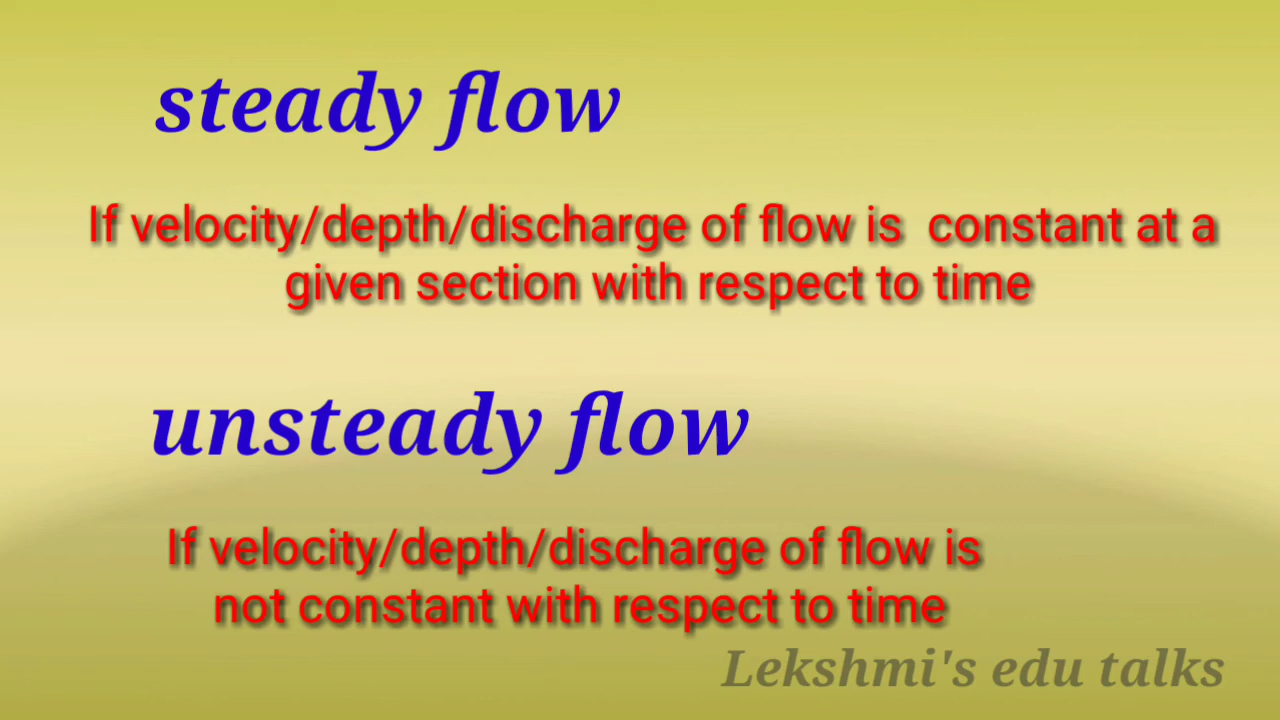 steady flow
If velocity/depth/discharge of flow is constant at a
given section with respect to time
unsteady flow
If velocity/depth/discharge of flow is
not constant with respect to time
Lekshmi's edu talks